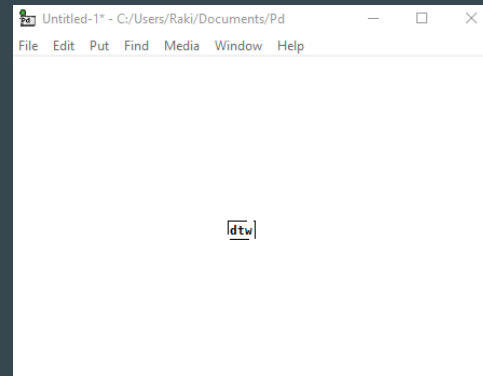 Untitled-1* - C:/Users/Raki/Documents/Pd
File Edit Put Find Media Window Help
dtw